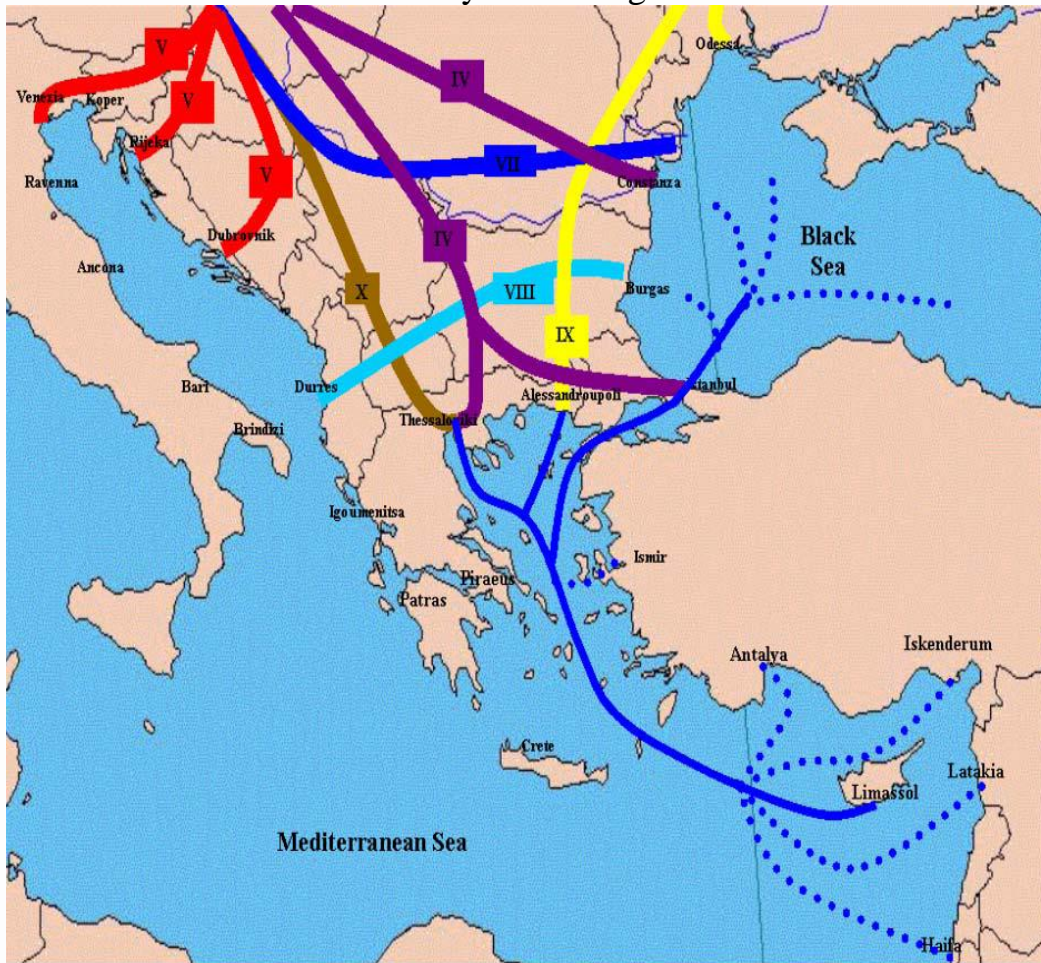 Odessa
V
IV
Venezia
Koper
V
Rijeka
VII
Ravenna
V
Constanza
Dubrovnik
IV
Black
Sea
Ancona
X
VIII
Burgas
IX
Bari
Durres
Alessandroupoli
Thessaloniki
Brindizi
Igoumenitsa
Ismir
Piraeus
Patras
Antalya
Iskenderum
Crete
Latakia
Limassol
Mediterranean Sea
Haifa